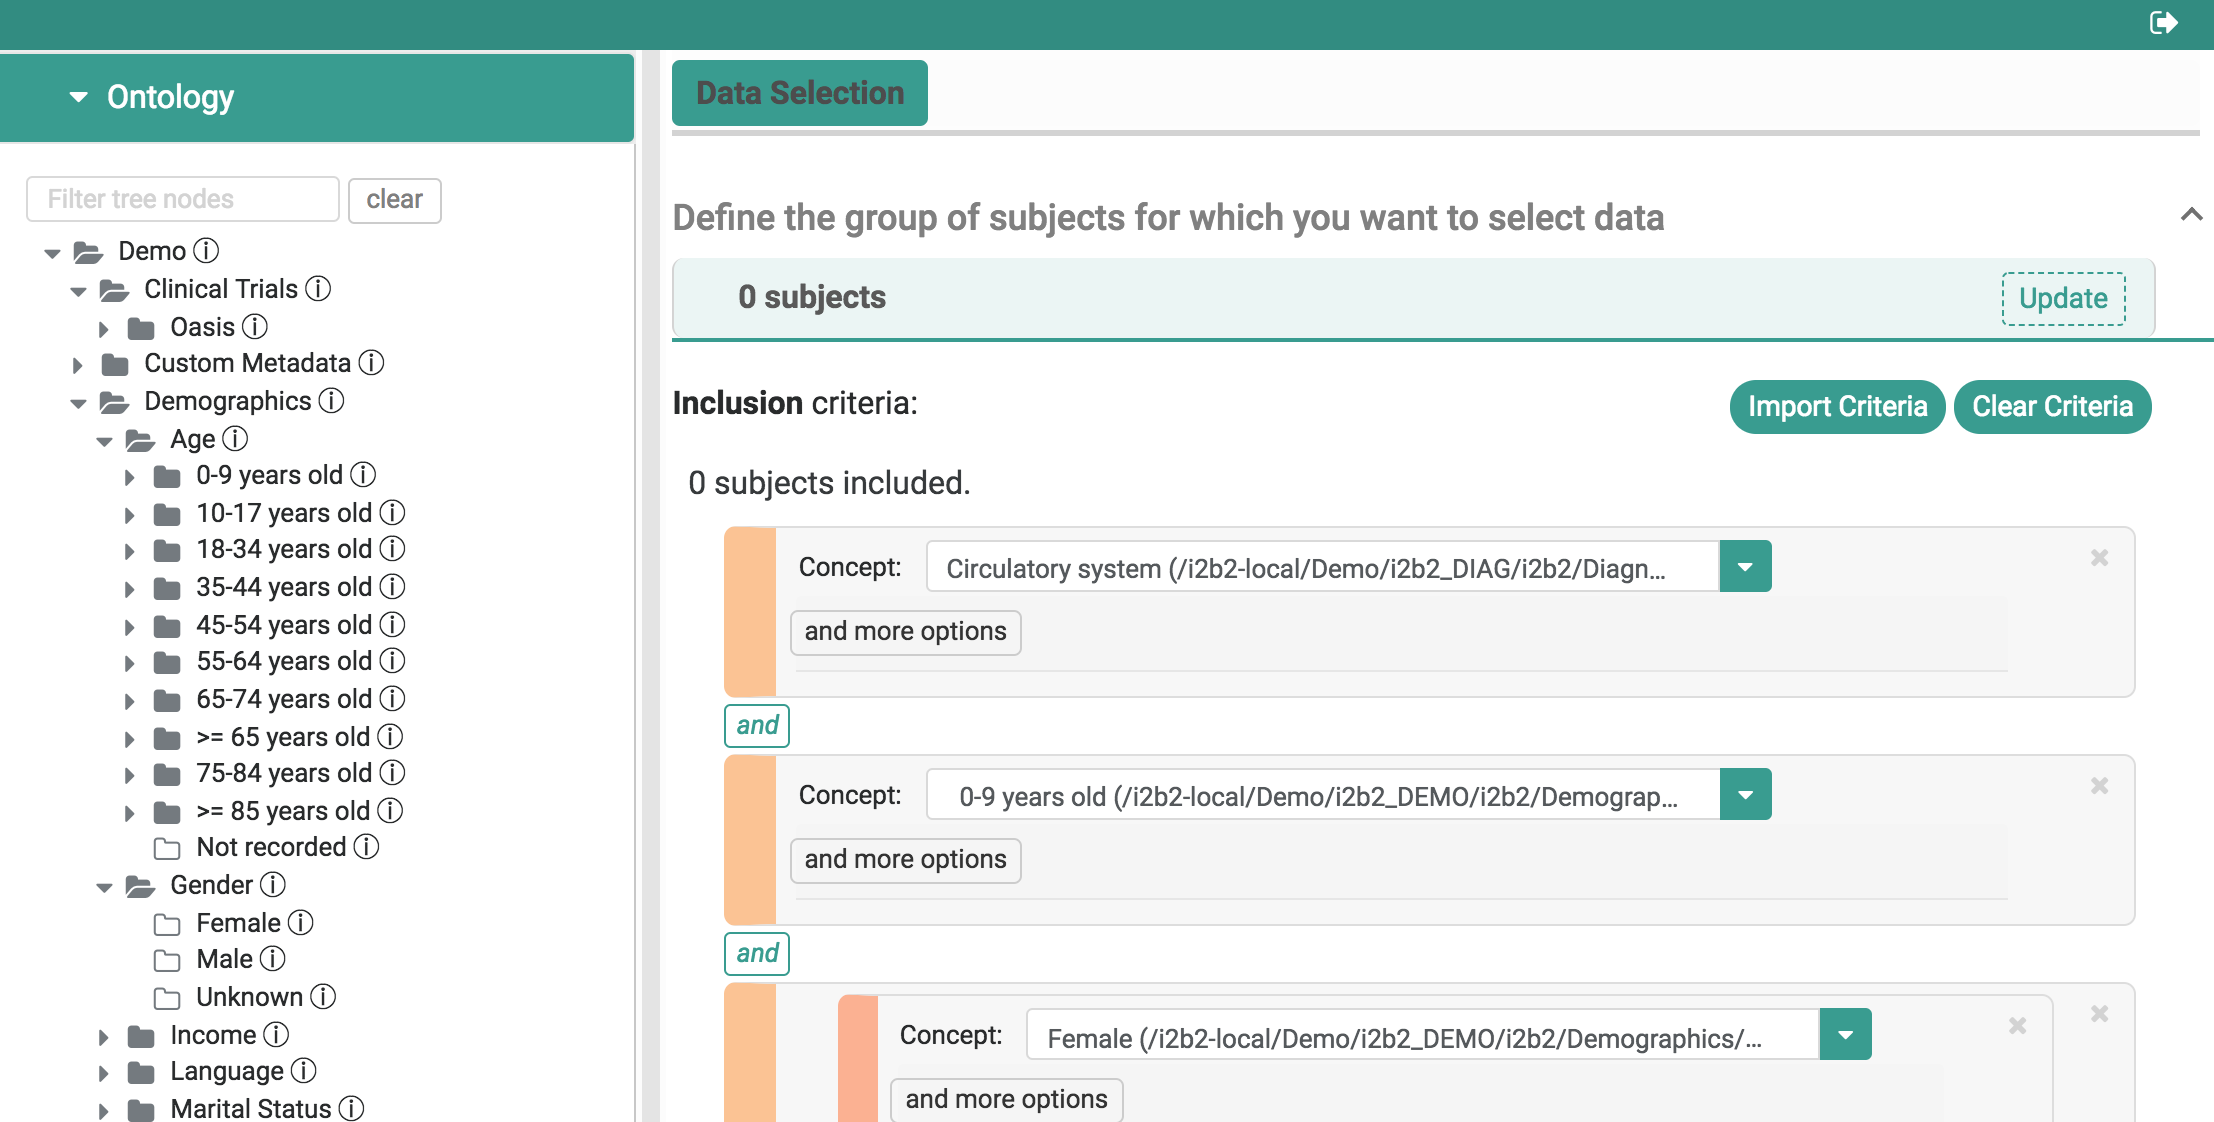 Ontology
Filter tree nodes
clear
Demo
Clinical Trials
Oasis
Custom Metadata
Demographics
Age
0-9 years old
10-17 years old
18-34 years old
35-44 years old
45-54 years old
55-64 years old
65-74 years old
>= 65 years old
75-84 years old
>= 85 years old
Not recorded
Gender
Female
Male
Unknown
Income
Language
Marital Status
Data Selection
Define the group of subjects for which you want to select data
0 subjects
Update
Inclusion criteria:
Import Criteria
Clear Criteria
0 subjects included.
Concept: Circulatory system (/i2b2-local/Demo/i2b2_DIAG/i2b2/Diagn...
and more options
and
Concept: 0-9 years old (/i2b2-local/Demo/i2b2_DEMO/i2b2/Demograp...
and more options
and
Concept: Female (/i2b2-local/Demo/i2b2_DEMO/i2b2/Demographics/...
and more options